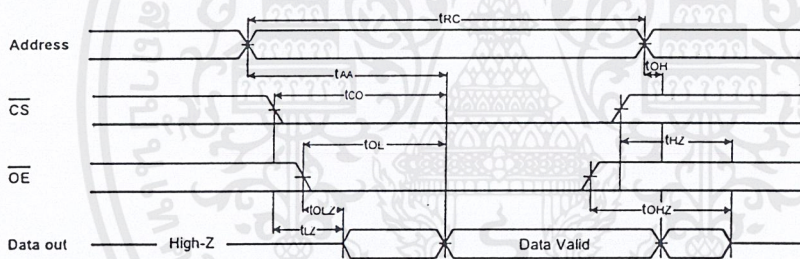 tRC
Address
tOH
tAA
tCO
CS
tHZ
tOL
OE
tOLZ
tOHZ
tLZ
Data out
High-Z
Data Valid